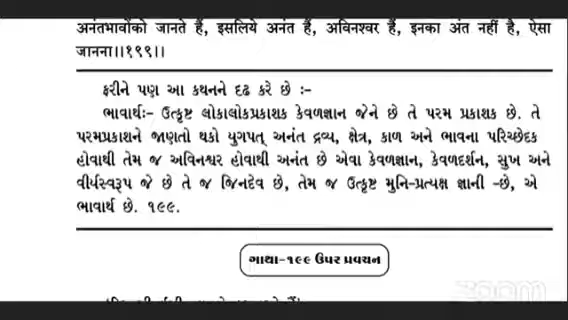 अनंतभावोंको जानते हैं, इसलिये अनंत हैं, अविनश्वर हैं, इनका अंत नहीं है, ऐसा
जानना।।१९९।।
ફરીને પણ આ કથનને દઢ કરે છે :-
ભાવાર્થઃ- ઉત્કૃષ્ટ લોકાલોકપ્રકાશક કેવળજ્ઞાન જેને છે તે પરમ પ્રકાશક છે. તે
પરમપ્રકાશને જાણતો થકો યુગપત્ અનંત દ્રવ્ય, ક્ષેત્ર, કાળ અને ભાવના પરિચ્છેદક
હોવાથી તેમ જ અવિનશ્વર હોવાથી અનંત છે એવા કેવળજ્ઞાન, કેવળદર્શન, સુખ અને
વીર્યસ્વરૂપ જે છે તે જ જિનદેવ છે, તેમ જ ઉત્કૃષ્ટ મુનિ-પ્રત્યક્ષ જ્ઞાની -છે, એ
ભાવાર્થ છે. ૧૯૯.
ગાથા-૧૯૯ ઉપર પ્રવચન
zoom